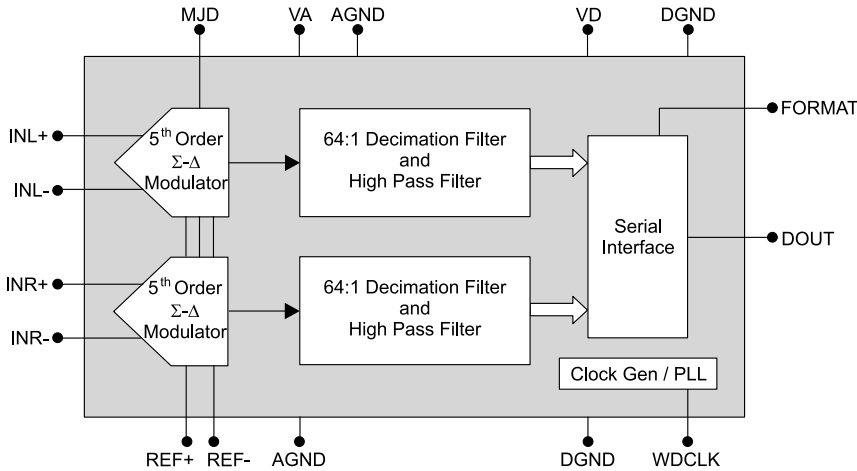 MJD
VA
AGND
VD
DGND
FORMAT
INL+
5th Order
Σ-Δ
Modulator
64:1 Decimation Filter
and
High Pass Filter
INL-
Serial
Interface
DOUT
INR+
5th Order
Σ-Δ
Modulator
64:1 Decimation Filter
and
High Pass Filter
INR-
Clock Gen / PLL
REF+
REF-
AGND
DGND
WDCLK